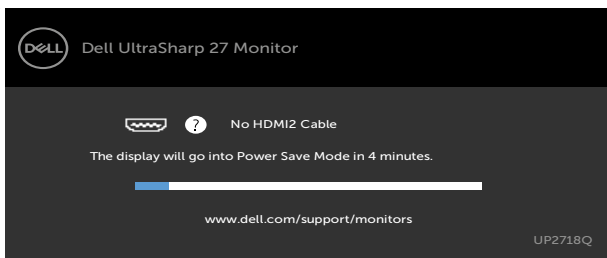 DELL
Dell UltraSharp 27 Monitor
? No HDMI2 Cable
The display will go into Power Save Mode in 4 minutes.
www.dell.com/support/monitors
UP2718Q